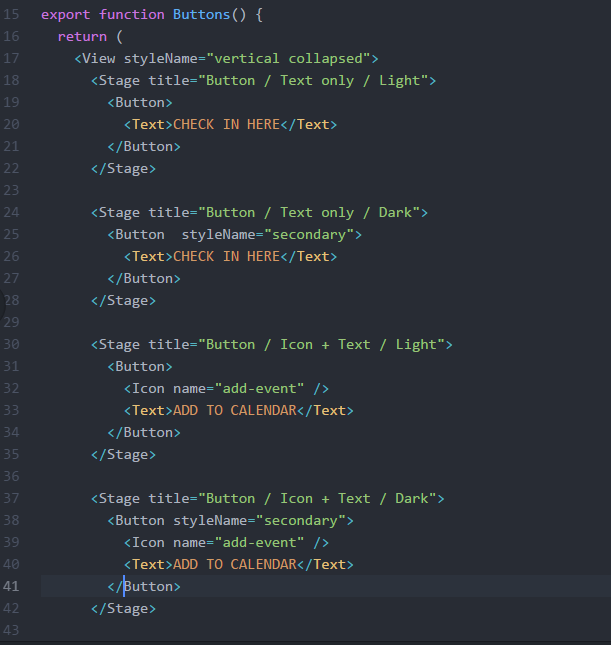 15 export function Buttons() {
16   return (
17     <View styleName="vertical collapsed">
18       <Stage title="Button / Text only / Light">
19         <Button>
20           <Text>CHECK IN HERE</Text>
21         </Button>
22       </Stage>
23
24       <Stage title="Button / Text only / Dark">
25         <Button  styleName="secondary">
26           <Text>CHECK IN HERE</Text>
27         </Button>
28       </Stage>
29
30       <Stage title="Button / Icon + Text / Light">
31         <Button>
32           <Icon name="add-event" />
33           <Text>ADD TO CALENDAR</Text>
34         </Button>
35       </Stage>
36
37       <Stage title="Button / Icon + Text / Dark">
38         <Button styleName="secondary">
39           <Icon name="add-event" />
40           <Text>ADD TO CALENDAR</Text>
41         </Button>
42       </Stage>
43